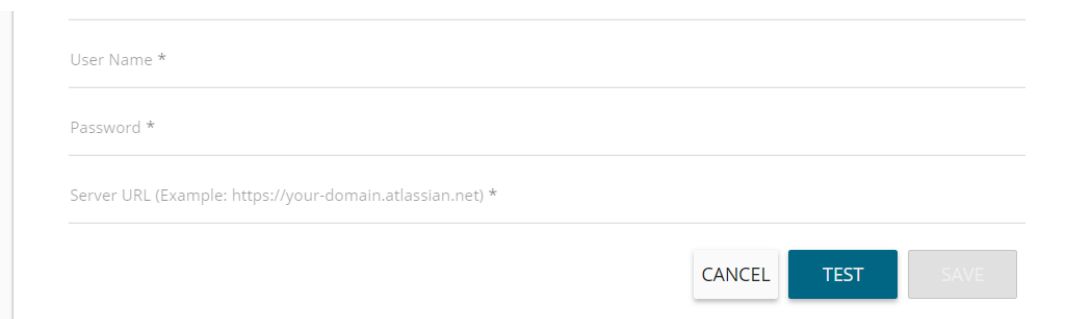 User Name *
Password *
Server URL (Example: https://your-domain.atlassian.net) *
CANCEL TEST SAVE